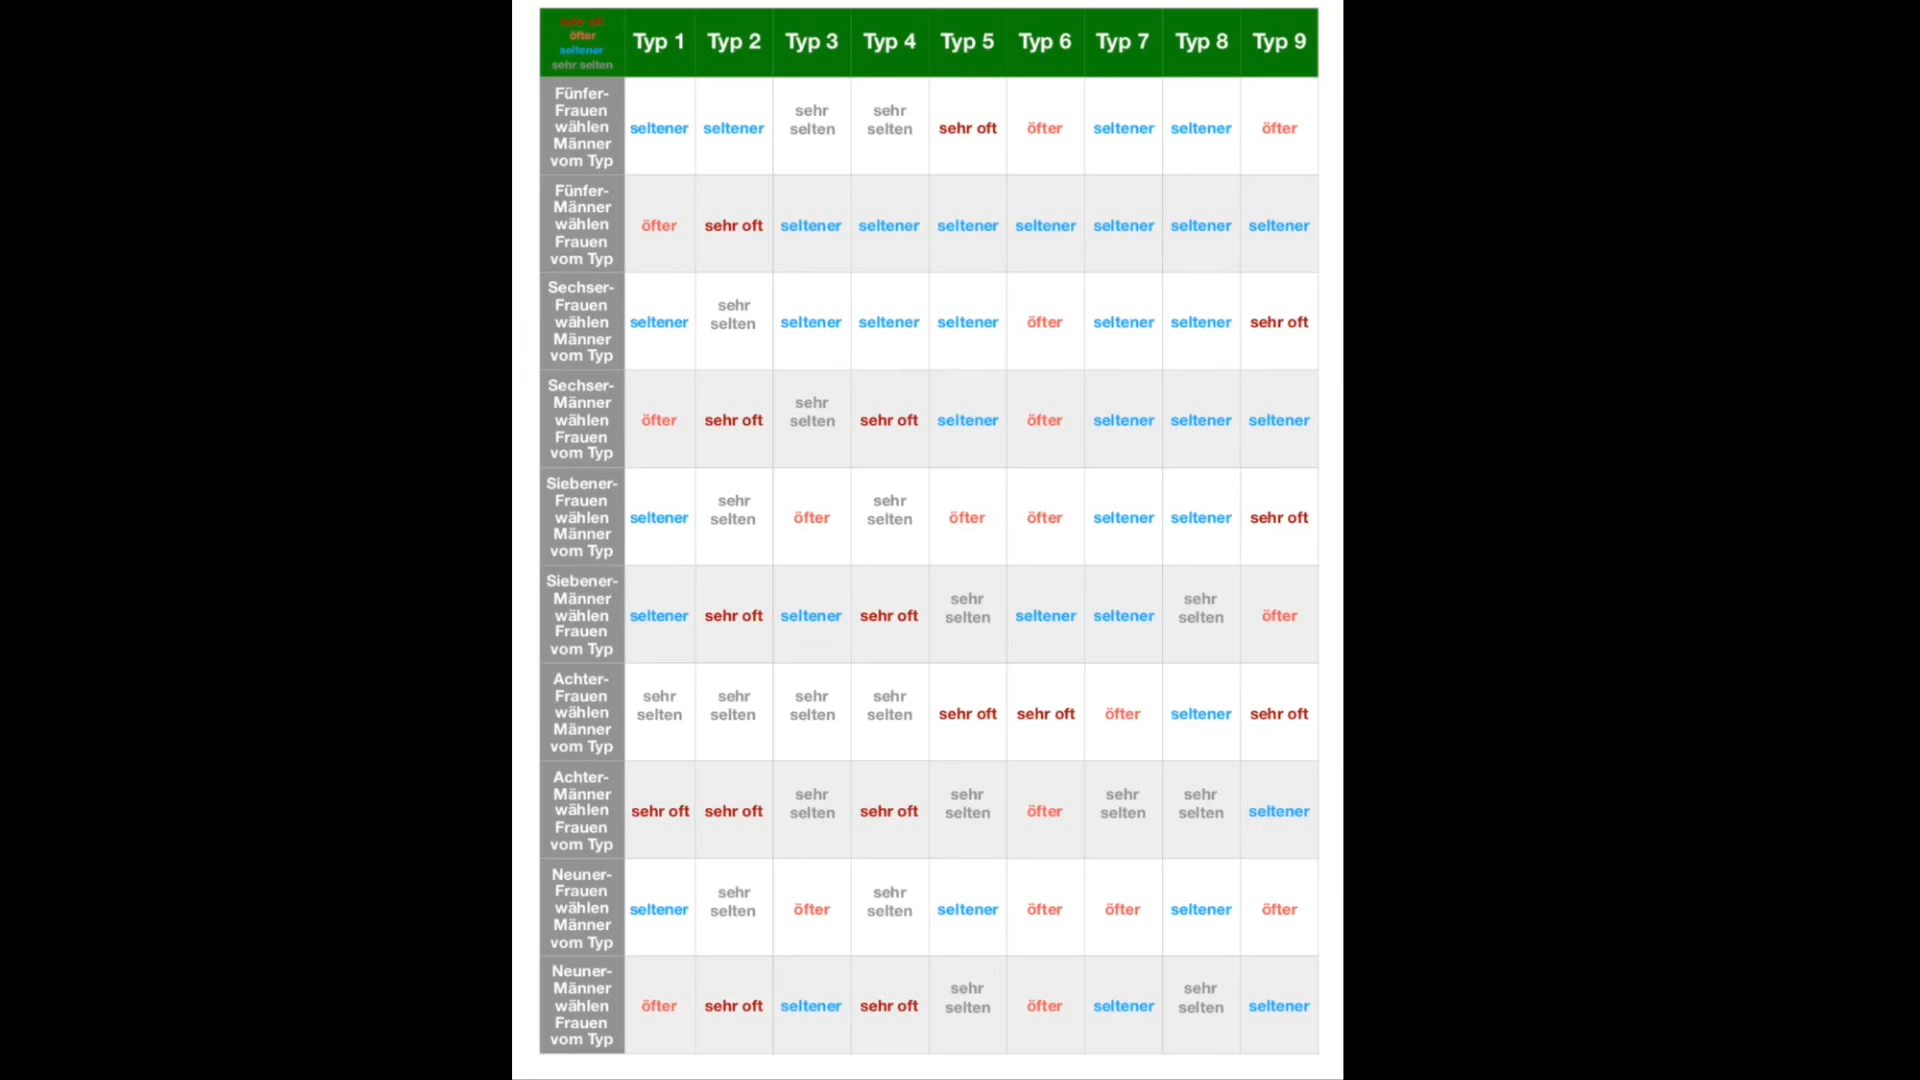 sehr oft
öfter
seltener
sehr selten
Typ 1 Typ 2 Typ 3 Typ 4 Typ 5 Typ 6 Typ 7 Typ 8 Typ 9
Fünfer-
Frauen
wählen
Männer
vom Typ
seltener seltener sehr selten sehr selten sehr oft öfter seltener seltener öfter
Fünfer-
Männer
wählen
Frauen
vom Typ
öfter sehr oft seltener seltener seltener seltener seltener seltener seltener
Sechser-
Frauen
wählen
Männer
vom Typ
seltener sehr selten seltener seltener seltener öfter seltener seltener sehr oft
Sechser-
Männer
wählen
Frauen
vom Typ
öfter sehr oft sehr selten sehr oft seltener öfter seltener seltener seltener
Siebener-
Frauen
wählen
Männer
vom Typ
seltener sehr selten öfter sehr selten öfter öfter seltener seltener sehr oft
Siebener-
Männer
wählen
Frauen
vom Typ
seltener sehr oft seltener sehr oft sehr selten seltener seltener sehr selten öfter
Achter-
Frauen
wählen
Männer
vom Typ
sehr selten sehr selten sehr selten sehr selten sehr oft sehr oft öfter seltener sehr oft
Achter-
Männer
wählen
Frauen
vom Typ
sehr oft sehr oft sehr selten sehr oft sehr selten öfter sehr selten sehr selten seltener
Neuner-
Frauen
wählen
Männer
vom Typ
seltener sehr selten öfter sehr selten seltener öfter öfter seltener öfter
Neuner-
Männer
wählen
Frauen
vom Typ
öfter sehr oft seltener sehr oft sehr selten öfter seltener sehr selten seltener